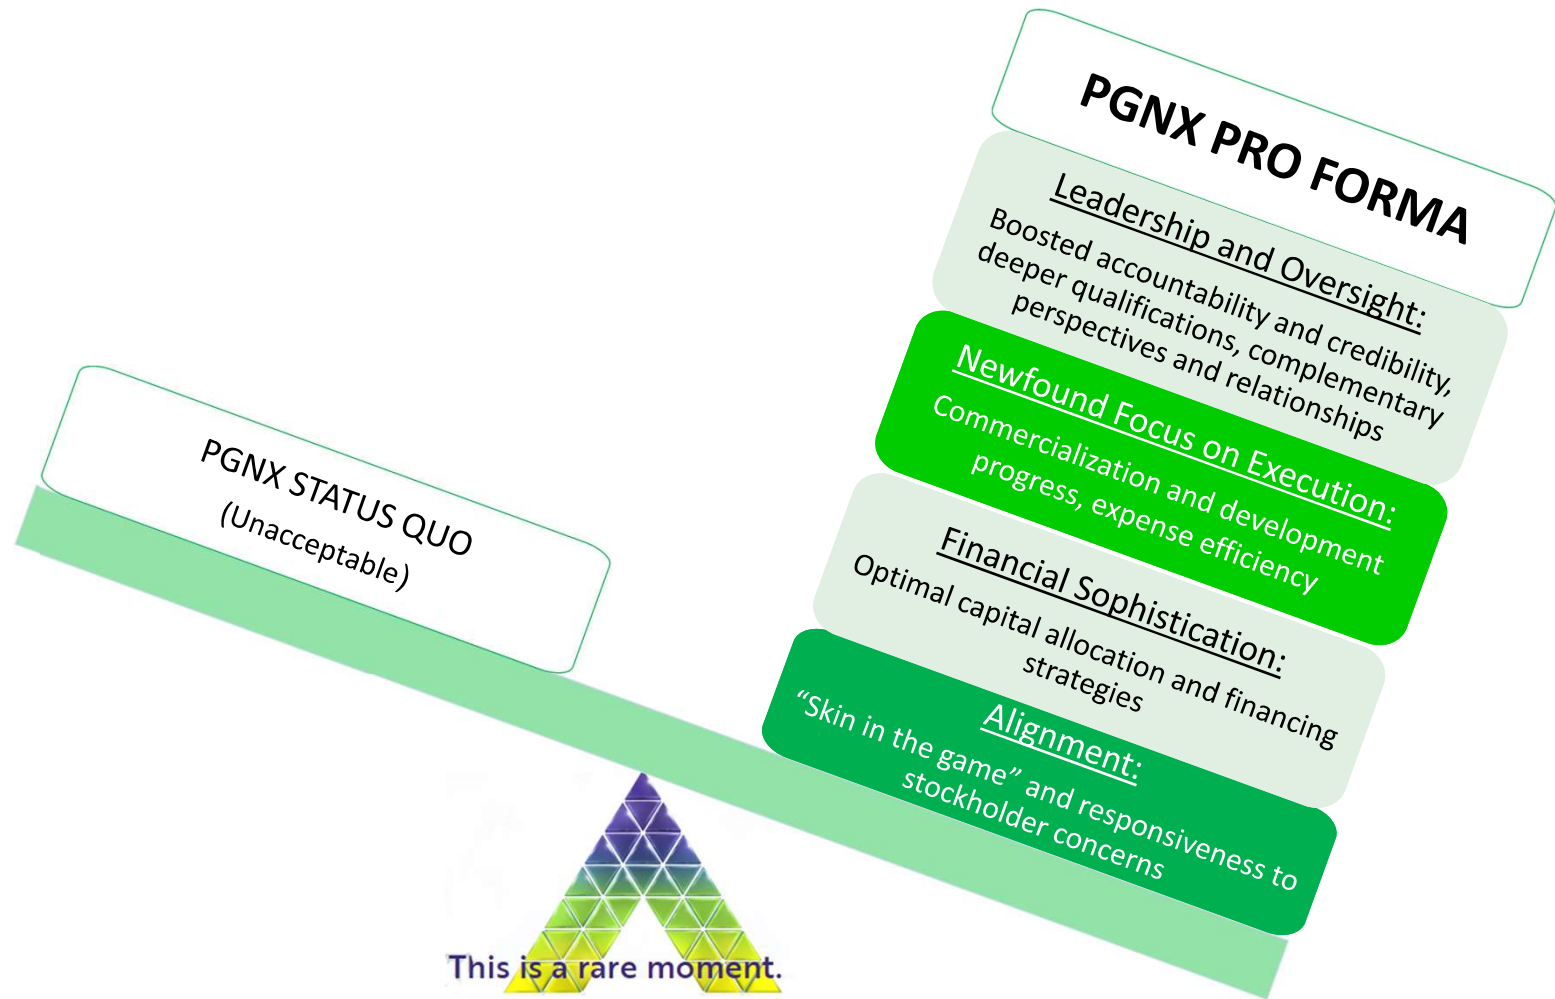 PGNX STATUS QUO
(Unacceptable)
PGNX PRO FORMA
Leadership and Oversight:
Boosted accountability and credibility,
deeper qualifications, complementary
perspectives and relationships
Newfound Focus on Execution:
Commercialization and development
progress, expense efficiency
Financial Sophistication:
Optimal capital allocation and financing
strategies
Alignment:
“Skin in the game” and responsiveness to
stockholder concerns
This is a rare moment.